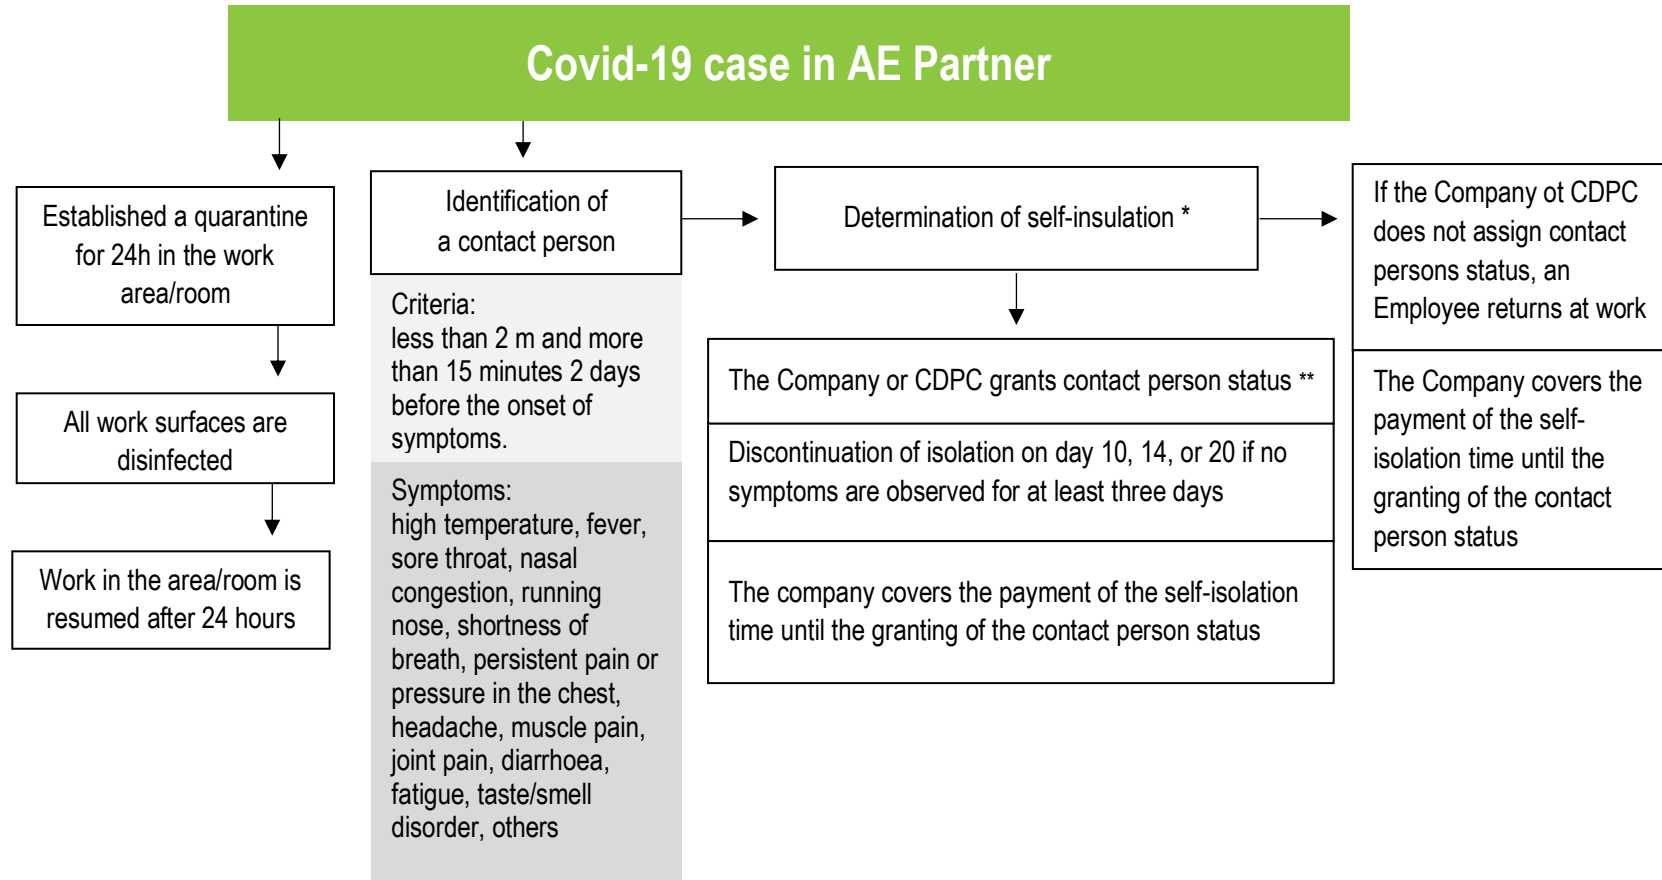 Covid-19 case in AE Partner
Established a quarantine
for 24h in the work
area/room
All work surfaces are
disinfected
Work in the area/room is
resumed after 24 hours
Identification of
a contact person
Criteria:
less than 2 m and more
than 15 minutes 2 days
before the onset of
symptoms.
Symptoms:
high temperature, fever,
sore throat, nasal
congestion, running
nose, shortness of
breath, persistent pain or
pressure in the chest,
headache, muscle pain,
joint pain, diarrhoea,
fatigue, taste/smell
disorder, others
Determination of self-insulation *
The Company or CDPC grants contact person status **
Discontinuation of isolation on day 10, 14, or 20 if no
symptoms are observed for at least three days
The company covers the payment of the self-isolation
time until the granting of the contact person status
If the Company ot CDPC
does not assign contact
persons status, an
Employee returns at work
The Company covers the
payment of the self-
isolation time until the
granting of the contact
person status